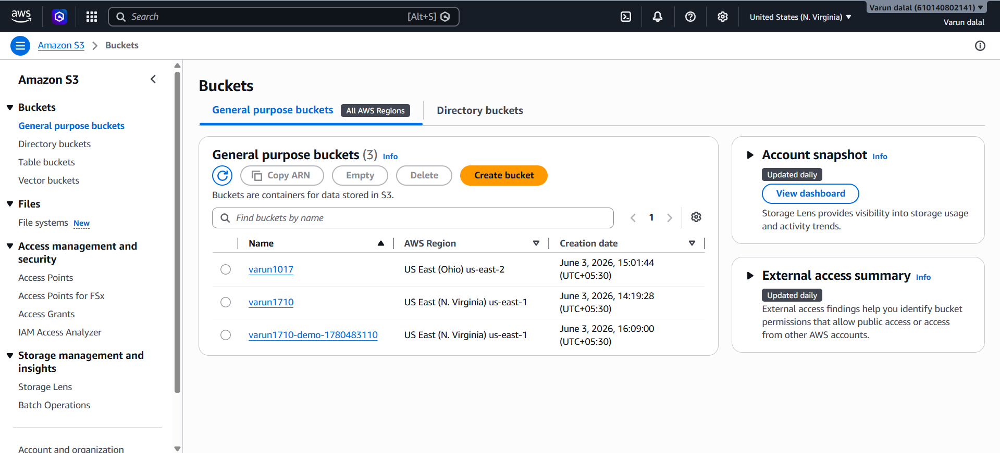 aws
Search
[Alt+S]
United States (N. Virginia)
Varun dalal (610140802141)
Varun dalal
Amazon S3
Buckets
Amazon S3
Buckets
General purpose buckets
Directory buckets
Table buckets
Vector buckets
Files
File systems New
Access management and
security
Access Points
Access Points for FSx
Access Grants
IAM Access Analyzer
Storage management and
insights
Storage Lens
Batch Operations
Account and organization
Buckets
General purpose buckets All AWS Regions
Directory buckets
General purpose buckets (3) Info
Copy ARN
Empty
Delete
Create bucket
Buckets are containers for data stored in S3.
Find buckets by name
1
Name AWS Region Creation date
varun1017 US East (Ohio) us-east-2 June 3, 2026, 15:01:44
(UTC+05:30)
varun1710 US East (N. Virginia) us-east-1 June 3, 2026, 14:19:28
(UTC+05:30)
varun1710-demo-1780483110 US East (N. Virginia) us-east-1 June 3, 2026, 16:09:00
(UTC+05:30)
Account snapshot Info
Updated daily
View dashboard
Storage Lens provides visibility into storage usage
and activity trends.
External access summary Info
Updated daily
External access findings help you identify bucket
permissions that allow public access or access
from other AWS accounts.